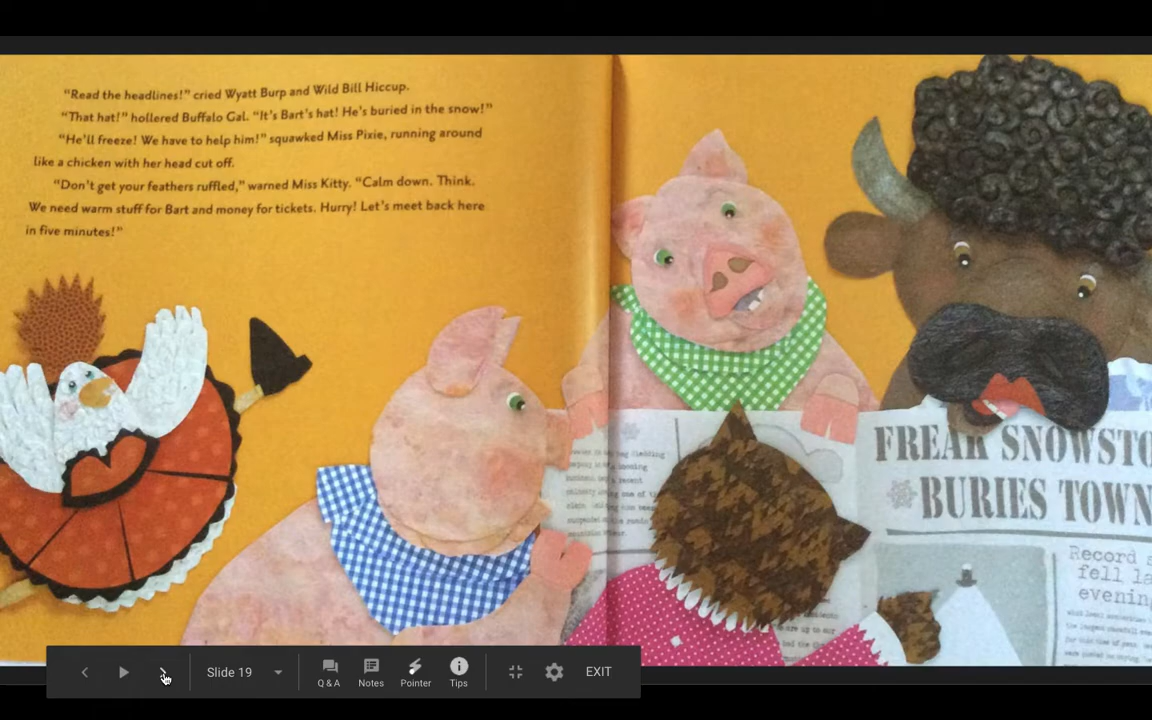 "Read the headlines!" cried Wyatt Burp and Wild Bill Hiccup.
"That hat!" hollered Buffalo Gal. "It's Bart's hat! He's buried in the snow!"
"He'll freeze! We have to help him!" squawked Miss Pixie, running around
like a chicken with her head cut off.
"Don't get your feathers ruffled," warned Miss Kitty. "Calm down. Think.
We need warm stuff for Bart and money for tickets. Hurry! Let's meet back here
in five minutes!"
FREAK SNOWSTO
BURIES TOWN
Record s
fell la
evening
Slide 19
Q & A
Notes
Pointer
Tips
EXIT